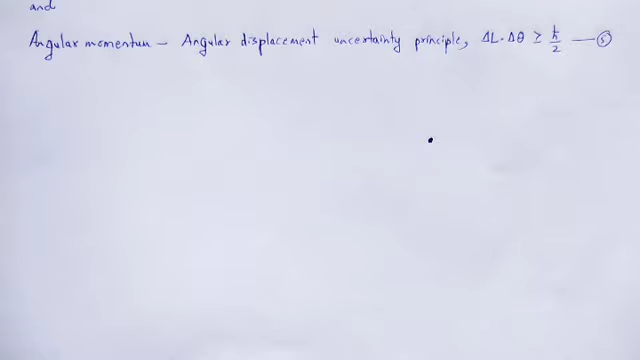 and
Angular momentum - Angular displacement uncertainty principle, ΔL·Δθ ≥ ℏ/2 —⑤